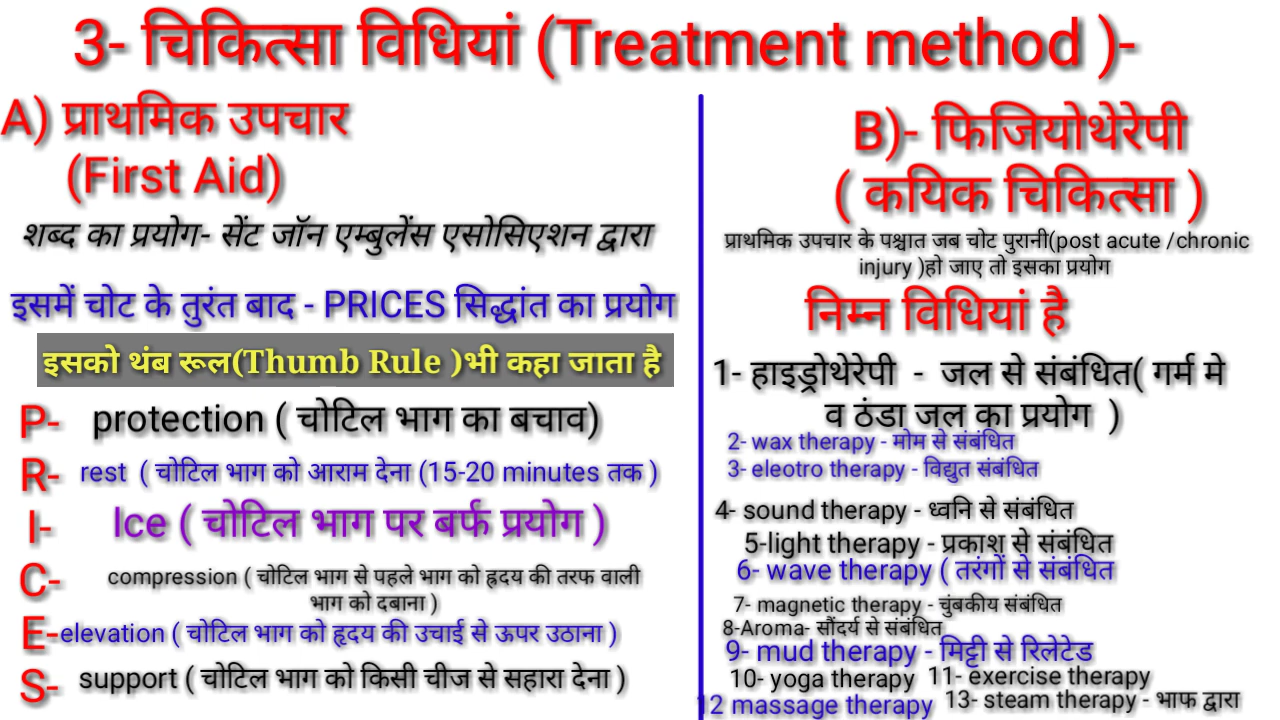 3- चिकित्सा विधियां (Treatment method )-
A) प्राथमिक उपचार
(First Aid)
शब्द का प्रयोग- सेंट जॉन एम्बुलेंस एसोसिएशन द्वारा
इसमें चोट के तुरंत बाद - PRICES सिद्धांत का प्रयोग
इसको थंब रूल(Thumb Rule )भी कहा जाता है
P- protection ( चोटिल भाग का बचाव)
R- rest ( चोटिल भाग को आराम देना (15-20 minutes तक )
I- Ice ( चोटिल भाग पर बर्फ प्रयोग )
C- compression ( चोटिल भाग से पहले भाग को ह्रदय की तरफ वाली
भाग को दबाना )
E- elevation ( चोटिल भाग को हृदय की उचाई से ऊपर उठाना )
S- support ( चोटिल भाग को किसी चीज से सहारा देना )
B)- फिजियोथेरेपी
( कयिक चिकित्सा )
प्राथमिक उपचार के पश्चात जब चोट पुरानी(post acute /chronic
injury )हो जाए तो इसका प्रयोग
निम्न विधियां है
1- हाइड्रोथेरेपी - जल से संबंधित( गर्म मे
व ठंडा जल का प्रयोग )
2- wax therapy - मोम से संबंधित
3- eleotro therapy - विद्युत संबंधित
4- sound therapy - ध्वनि से संबंधित
5-light therapy - प्रकाश से संबंधित
6- wave therapy ( तरंगों से संबंधित
7- magnetic therapy - चुंबकीय संबंधित
8-Aroma- सौंदर्य से संबंधित
9- mud therapy - मिट्टी से रिलेटेड
10- yoga therapy 11- exercise therapy
12 massage therapy 13- steam therapy - भाफ द्वारा